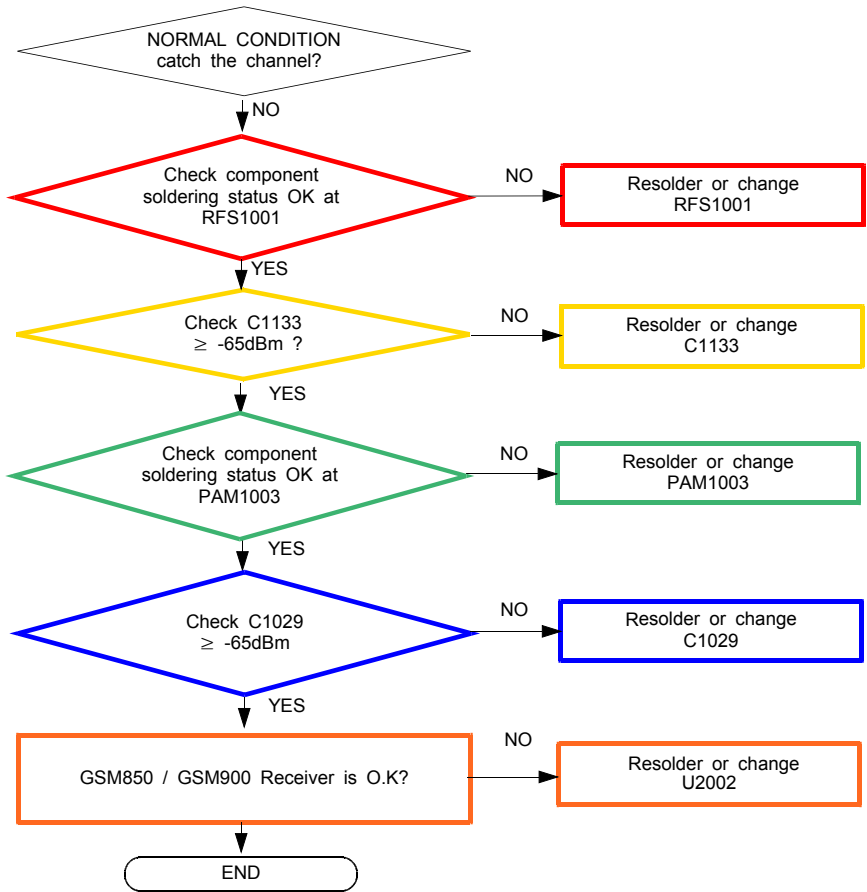 NORMAL CONDITION
catch the channel?
NO
Check component
soldering status OK at
RFS1001
NO
Resolder or change
RFS1001
YES
Check C1133
≥ -65dBm ?
NO
Resolder or change
C1133
YES
Check component
soldering status OK at
PAM1003
NO
Resolder or change
PAM1003
YES
Check C1029
≥ -65dBm
NO
Resolder or change
C1029
YES
GSM850 / GSM900 Receiver is O.K?
NO
Resolder or change
U2002
END